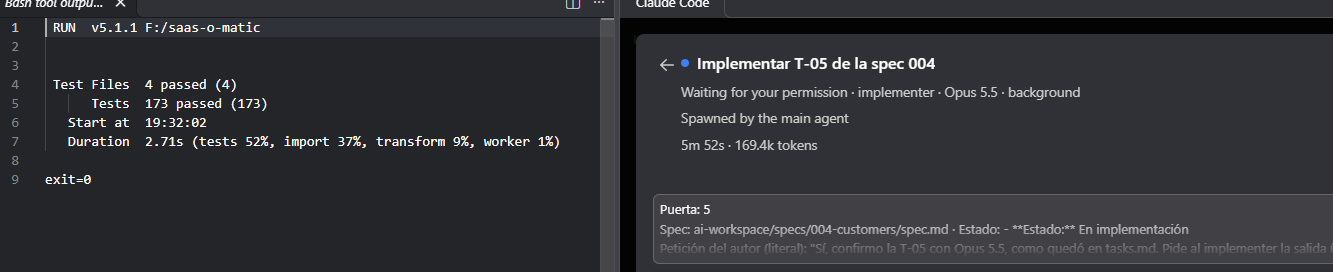 Bash tool outpu...
1 RUN v5.1.1 F:/saas-o-matic
2
3
4 Test Files 4 passed (4)
5 Tests 173 passed (173)
6 Start at 19:32:02
7 Duration 2.71s (tests 52%, import 37%, transform 9%, worker 1%)
8
9 exit=0
Claude Code
Implementar T-05 de la spec 004
Waiting for your permission · implementer · Opus 5.5 · background
Spawned by the main agent
5m 52s · 169.4k tokens
Puerta: 5
Spec: ai-workspace/specs/004-customers/spec.md · Estado: - **Estado:** En implementación
Petición del autor (literal): "Sí, confirmo la T-05 con Opus 5.5, como quedó en tasks.md. Pide al implementer la salida